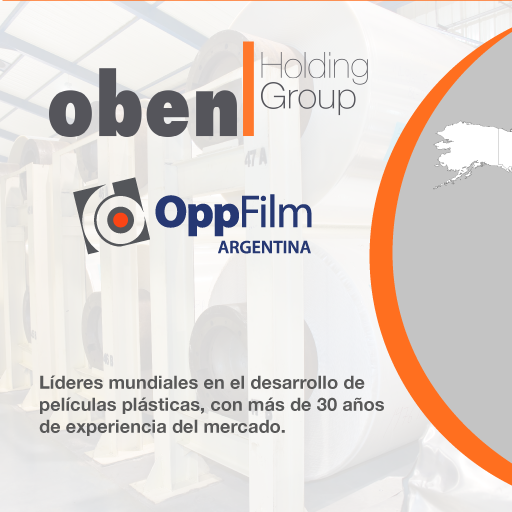 oben
Holding
Group
47 A
OppFilm
ARGENTINA
Líderes mundiales en el desarrollo de
películas plásticas, con más de 30 años
de experiencia del mercado.